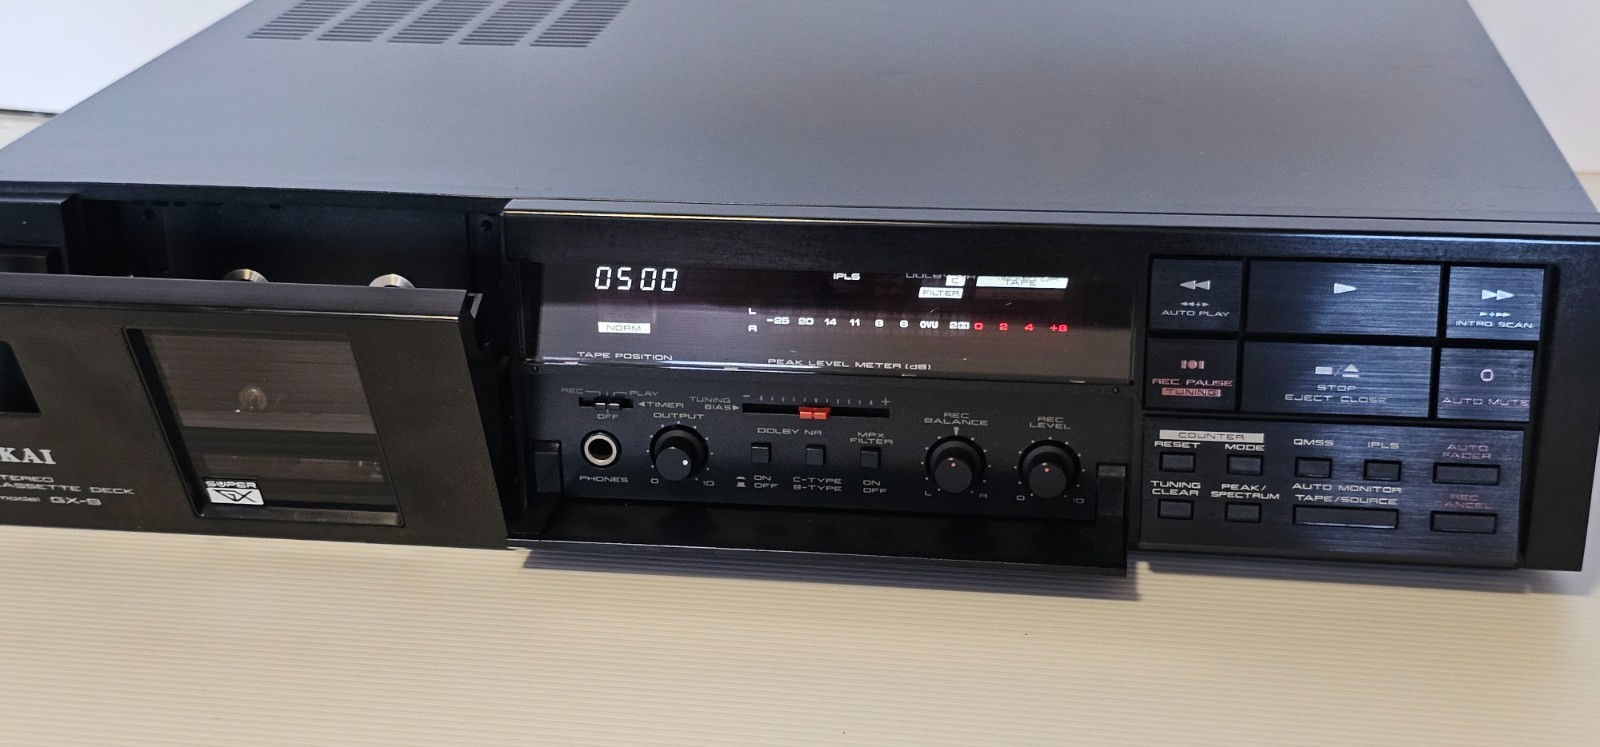 KAI
STEREO
CASSETTE DECK
model GX-9
SUPER
GX
0500
NORM
TAPE POSITION
IPLS
DOLBY NR
C
FILTER
TAPE
L
R
-25 20 14 11 8 6 0VU 2 0 2 4 +8
PEAK LEVEL METER (dB)
REC PLAY
OFF
TIMER
TUNING
BIAS
- +
OUTPUT
0 10
PHONES
DOLBY NR
ON
OFF
C-TYPE
B-TYPE
MPX
FILTER
ON
OFF
REC
BALANCE
L R
REC
LEVEL
0 10
AUTO PLAY
INTRO SCAN
REC PAUSE
TUNING
STOP
EJECT CLOSE
AUTO MUTE
COUNTER
RESET MODE
QMSS IPLS
AUTO
FADER
TUNING
CLEAR
PEAK/
SPECTRUM
AUTO MONITOR
TAPE/SOURCE
REC
CANCEL